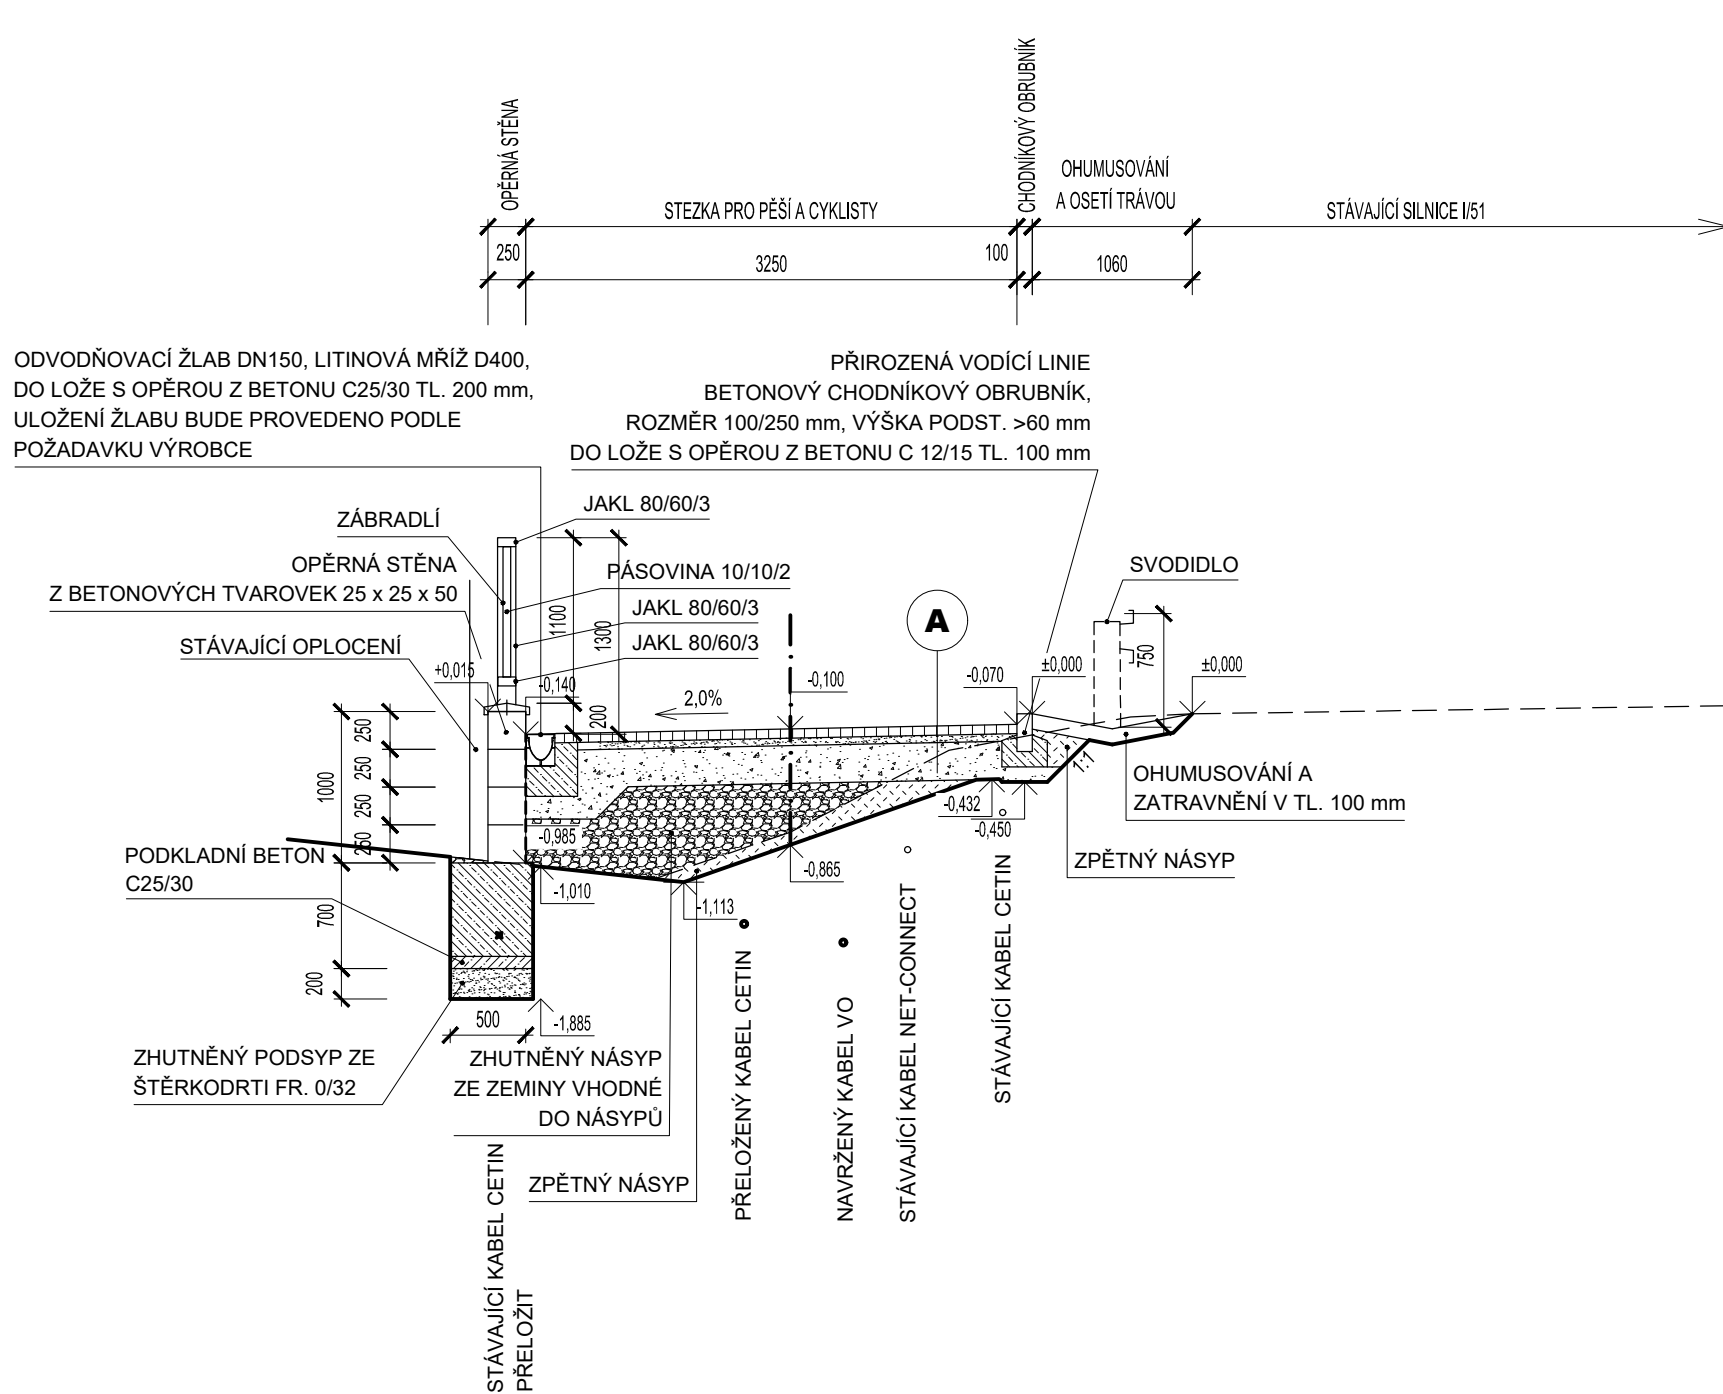 OPĚRNÁ STĚNA
CHODNÍKOVÝ OBRUBNÍK
STEZKA PRO PĚŠÍ A CYKLISTY
OHUMUSOVÁNÍ
A OSETÍ TRÁVOU
STÁVAJÍCÍ SILNICE I/51
250
3250
100
1060
ODVODŇOVACÍ ŽLAB DN150, LITINOVÁ MŘÍŽ D400,
DO LOŽE S OPĚROU Z BETONU C25/30 TL. 200 mm,
ULOŽENÍ ŽLABU BUDE PROVEDENO PODLE
POŽADAVKU VÝROBCE
PŘIROZENÁ VODÍCÍ LINIE
BETONOVÝ CHODNÍKOVÝ OBRUBNÍK,
ROZMĚR 100/250 mm, VÝŠKA PODST. >60 mm
DO LOŽE S OPĚROU Z BETONU C 12/15 TL. 100 mm
JAKL 80/60/3
ZÁBRADLÍ
OPĚRNÁ STĚNA
Z BETONOVÝCH TVAROVEK 25 x 25 x 50
PÁSOVINA 10/10/2
JAKL 80/60/3
JAKL 80/60/3
STÁVAJÍCÍ OPLOCENÍ
1100
1300
200
A
SVODIDLO
750
+0,015
-0,140
2,0%
-0,100
-0,070
±0,000
±0,000
250
250
250
250
1000
700
200
500
1:1
OHUMUSOVÁNÍ A
ZATRAVNĚNÍ V TL. 100 mm
-0,432
-0,450
-0,985
-0,865
-1,010
-1,113
-1,885
ZPĚTNÝ NÁSYP
PODKLADNÍ BETON
C25/30
ZHUTNĚNÝ PODSYP ZE
ŠTĚRKODRTI FR. 0/32
ZHUTNĚNÝ NÁSYP
ZE ZEMINY VHODNÉ
DO NÁSYPŮ
ZPĚTNÝ NÁSYP
STÁVAJÍCÍ KABEL CETIN
PŘELOŽIT
PŘELOŽENÝ KABEL CETIN
NAVRŽENÝ KABEL VO
STÁVAJÍCÍ KABEL NET-CONNECT
STÁVAJÍCÍ KABEL CETIN